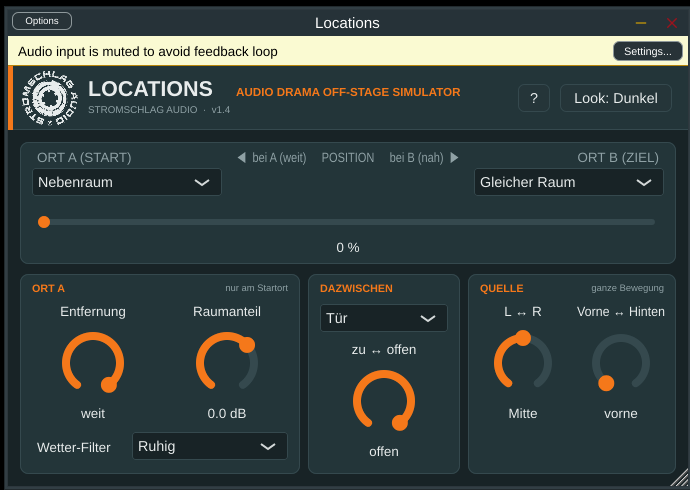 Options
Locations
Audio input is muted to avoid feedback loop
Settings...
STROMSCHLAG AUDIO
LOCATIONS
AUDIO DRAMA OFF-STAGE SIMULATOR
STROMSCHLAG AUDIO · v1.4
?
Look: Dunkel
ORT A (START)
◀ bei A (weit) POSITION bei B (nah) ▶
ORT B (ZIEL)
Nebenraum
Gleicher Raum
0 %
ORT A
nur am Startort
Entfernung
Raumanteil
weit
0.0 dB
Wetter-Filter
Ruhig
DAZWISCHEN
Tür
zu ↔ offen
offen
QUELLE
ganze Bewegung
L ↔ R
Vorne ↔ Hinten
Mitte
vorne